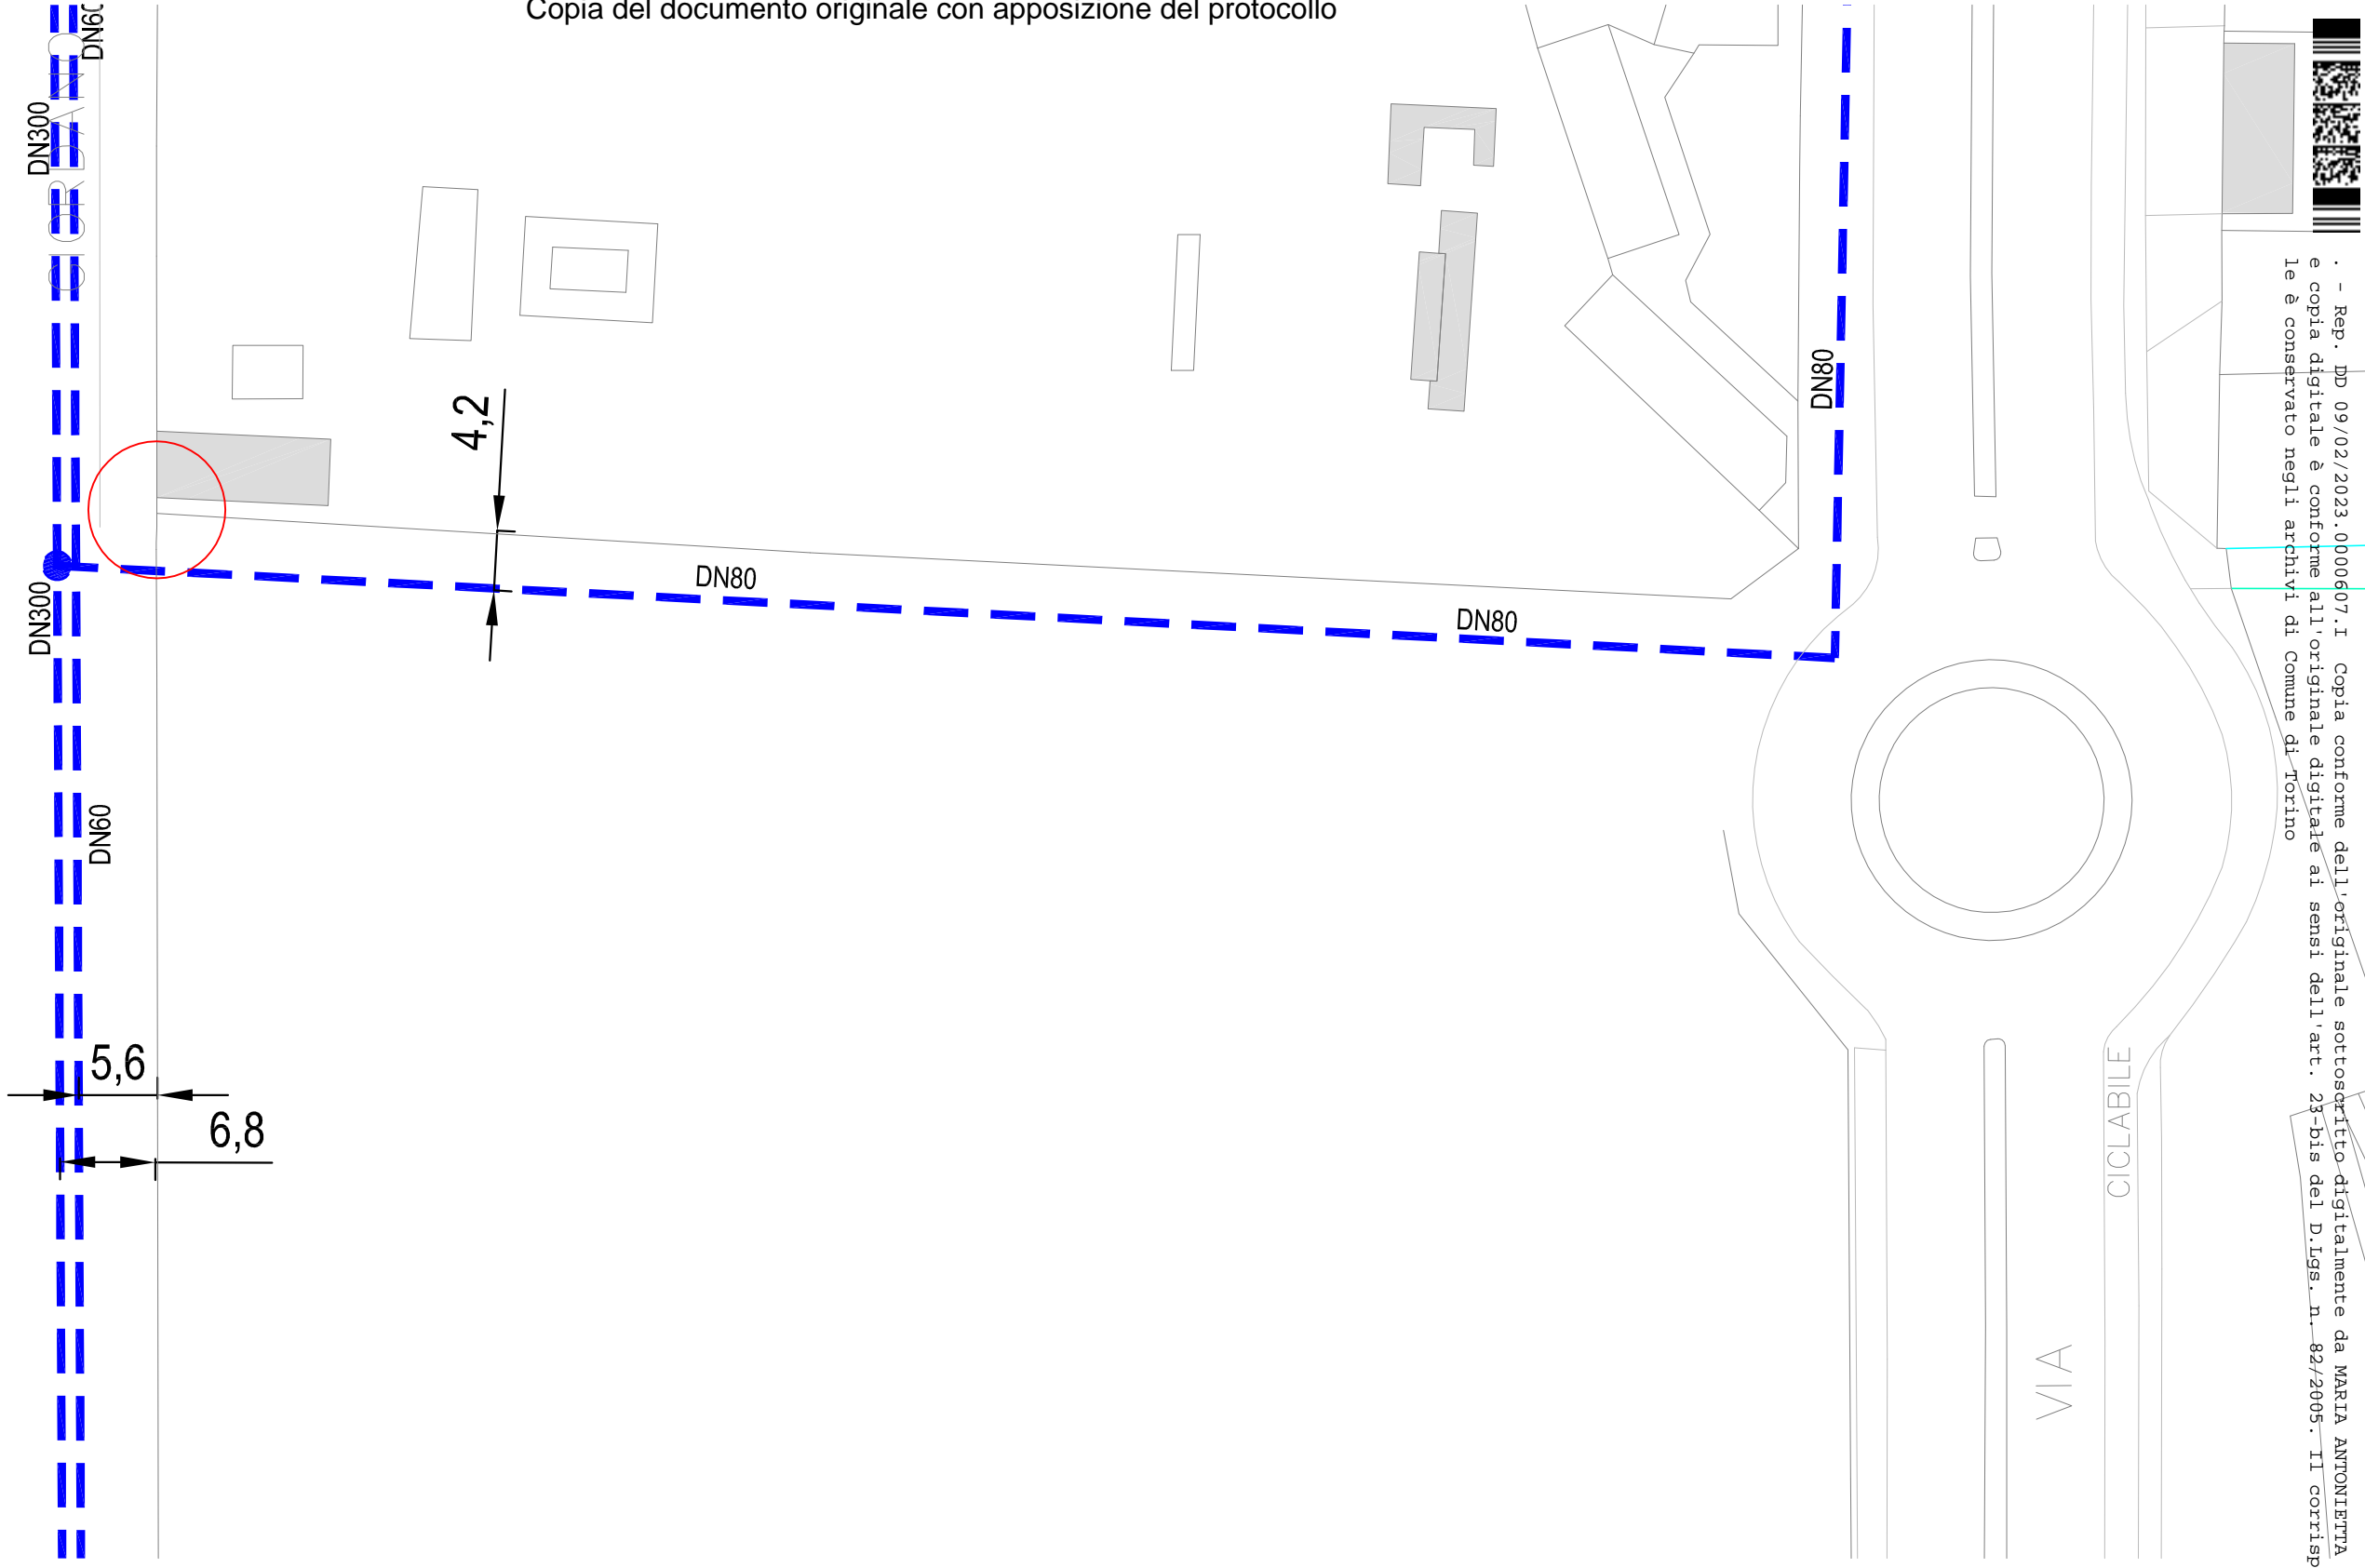 Copia del documento originale con apposizione del protocollo
DN60
DN300
DN80
4,2
DN80
DN80
DN300
DN60
5,6
6,8
CICLABILE
VIA
. - Rep. DD 09/02/2023.0000607.I Copia conforme dell'originale sottoscritto digitalmente da MARIA ANTONIETTA
e copia digitale è conforme all'originale digitale ai sensi dell'art. 23-bis del D.Lgs. n. 82/2005. Il corrisp
le è conservato negli archivi di Comune di Torino